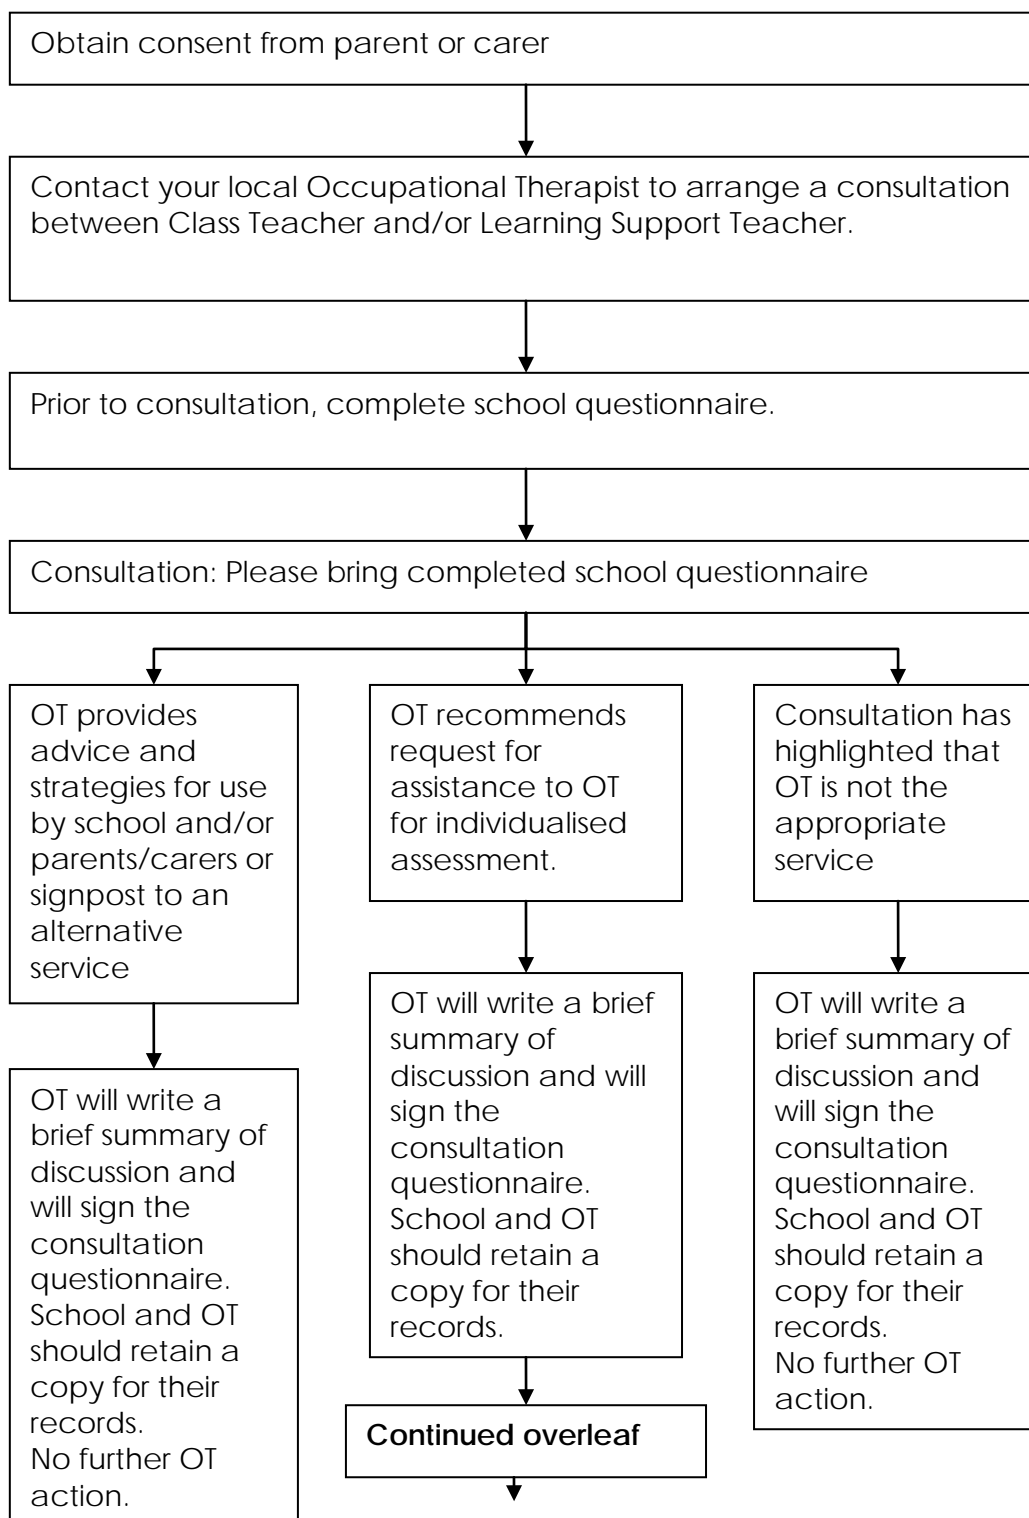 Obtain consent from parent or carer
Contact your local Occupational Therapist to arrange a consultation
between Class Teacher and/or Learning Support Teacher.
Prior to consultation, complete school questionnaire.
Consultation: Please bring completed school questionnaire
OT provides
advice and
strategies for use
by school and/or
parents/carers or
signpost to an
alternative
service
OT will write a
brief summary of
discussion and
will sign the
consultation
questionnaire.
School and OT
should retain a
copy for their
records.
No further OT
action.
OT recommends
request for
assistance to OT
for individualised
assessment.
OT will write a brief
summary of
discussion and will
sign the
consultation
questionnaire.
School and OT
should retain a
copy for their
records.
Continued overleaf
Consultation has
highlighted that
OT is not the
appropriate
service
OT will write a
brief summary of
discussion and
will sign the
consultation
questionnaire.
School and OT
should retain a
copy for their
records.
No further OT
action.